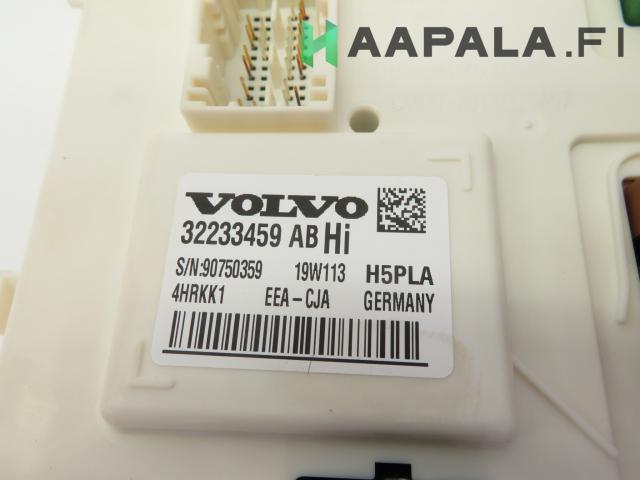 HAAPALA.FI
VOLVO
32233459 AB Hi
S/N:90750359 19W113 H5PLA
4HRKK1 EEA-CJA GERMANY